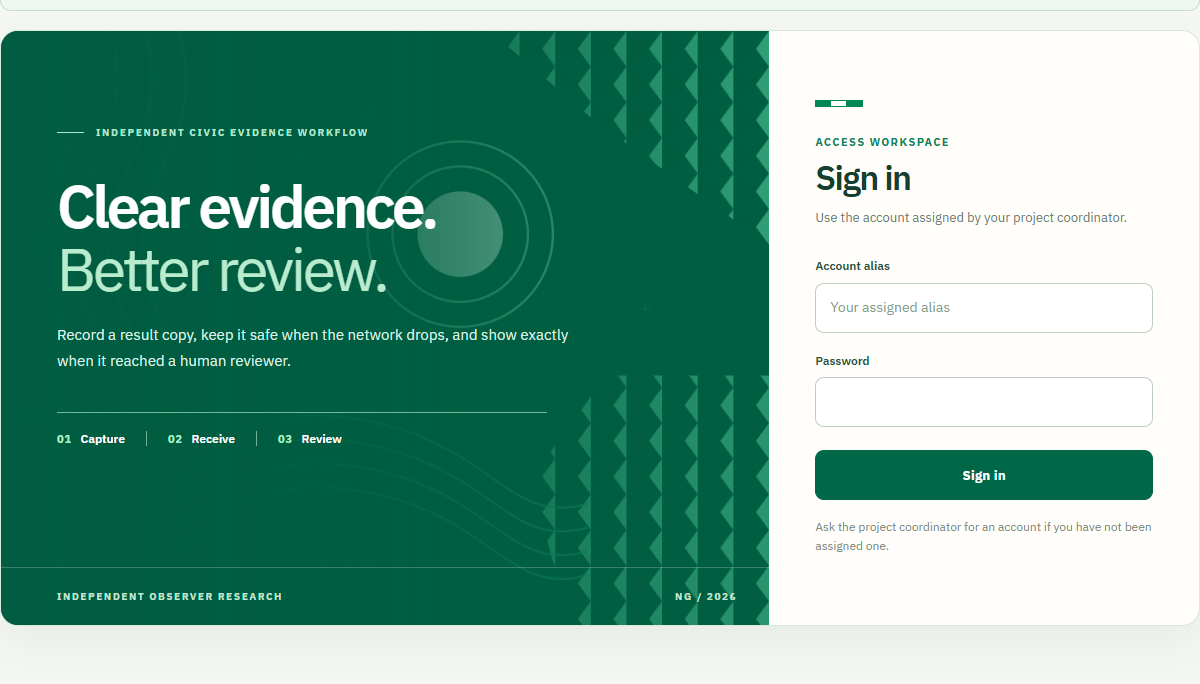 INDEPENDENT CIVIC EVIDENCE WORKFLOW
Clear evidence.
Better review.
Record a result copy, keep it safe when the network drops, and show exactly
when it reached a human reviewer.
01 Capture 02 Receive 03 Review
INDEPENDENT OBSERVER RESEARCH
NG / 2026
ACCESS WORKSPACE
Sign in
Use the account assigned by your project coordinator.
Account alias
Your assigned alias
Password
Sign in
Ask the project coordinator for an account if you have not been
assigned one.